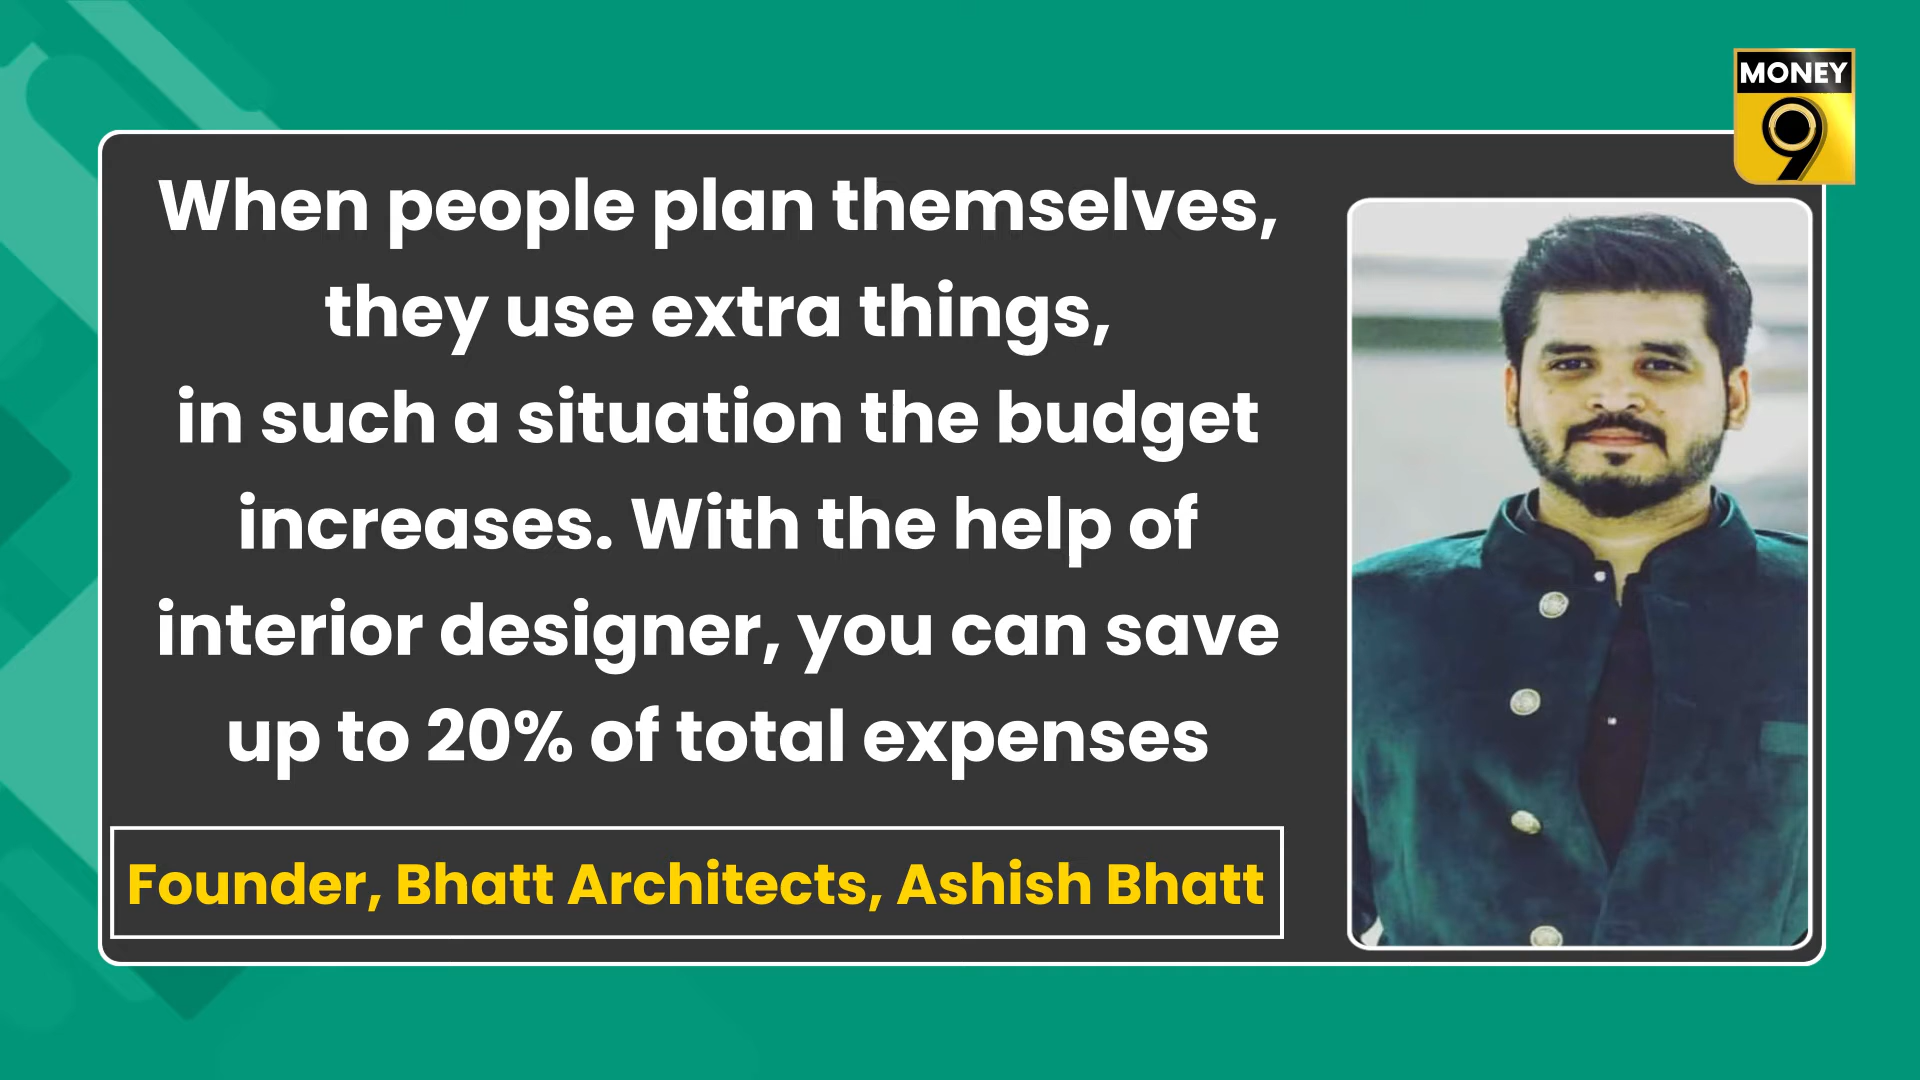 MONEY
9
When people plan themselves,
they use extra things,
in such a situation the budget
increases. With the help of
interior designer, you can save
up to 20% of total expenses
Founder, Bhatt Architects, Ashish Bhatt